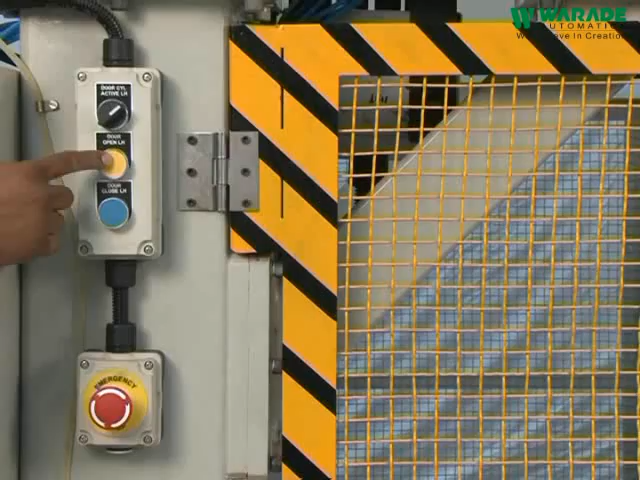 WARADE
AUTOMATION
We Believe In Creation
DOOR CYL
ACTIVE LH
DOOR
OPEN LH
DOOR
CLOSE LH
EMERGENCY